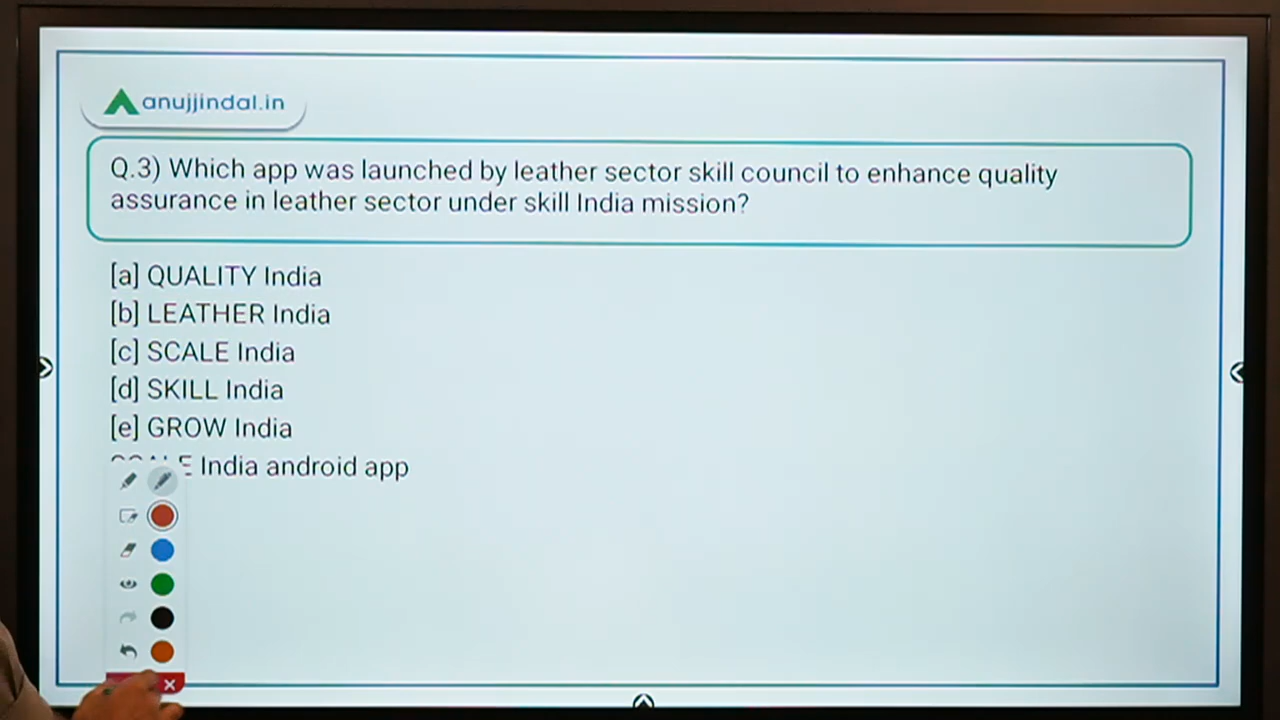 anujjindal.in
Q.3) Which app was launched by leather sector skill council to enhance quality
assurance in leather sector under skill India mission?
[a] QUALITY India
[b] LEATHER India
[c] SCALE India
[d] SKILL India
[e] GROW India
SCALE India android app